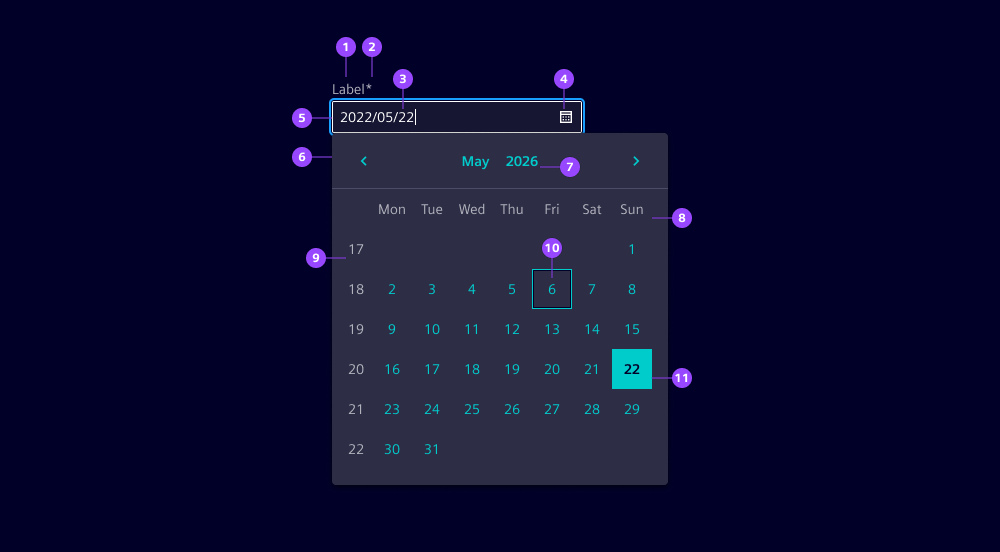 1 2
3 4
Label*
5 2022/05/22
6 May 2026 7
Mon Tue Wed Thu Fri Sat Sun 8
9 17 10 1
18 2 3 4 5 6 7 8
19 9 10 11 12 13 14 15
20 16 17 18 19 20 21 22 11
21 23 24 25 26 27 28 29
22 30 31